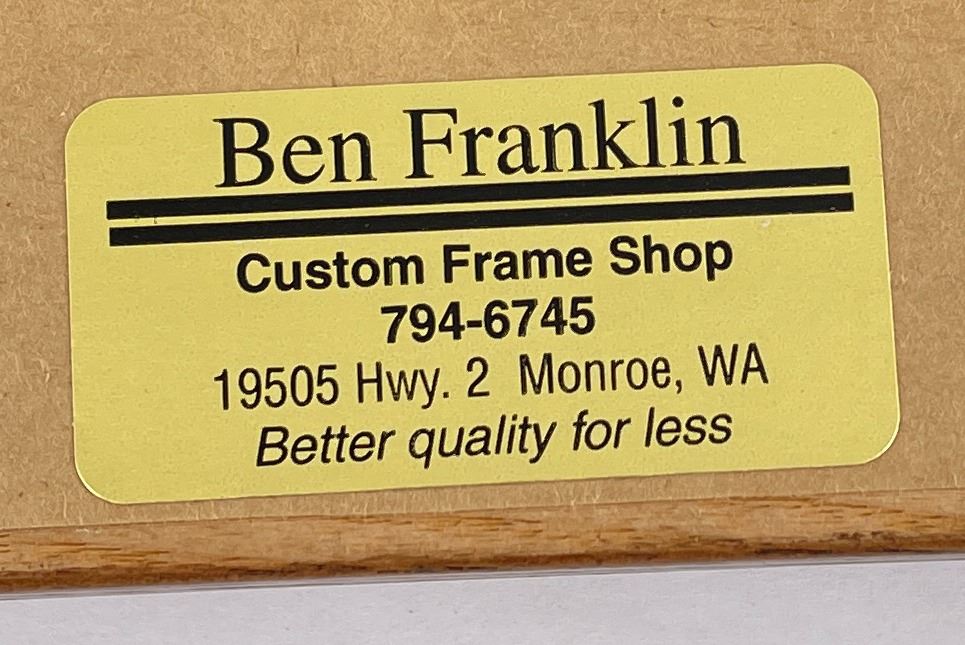 Ben Franklin
Custom Frame Shop
794-6745
19505 Hwy. 2 Monroe, WA
Better quality for less